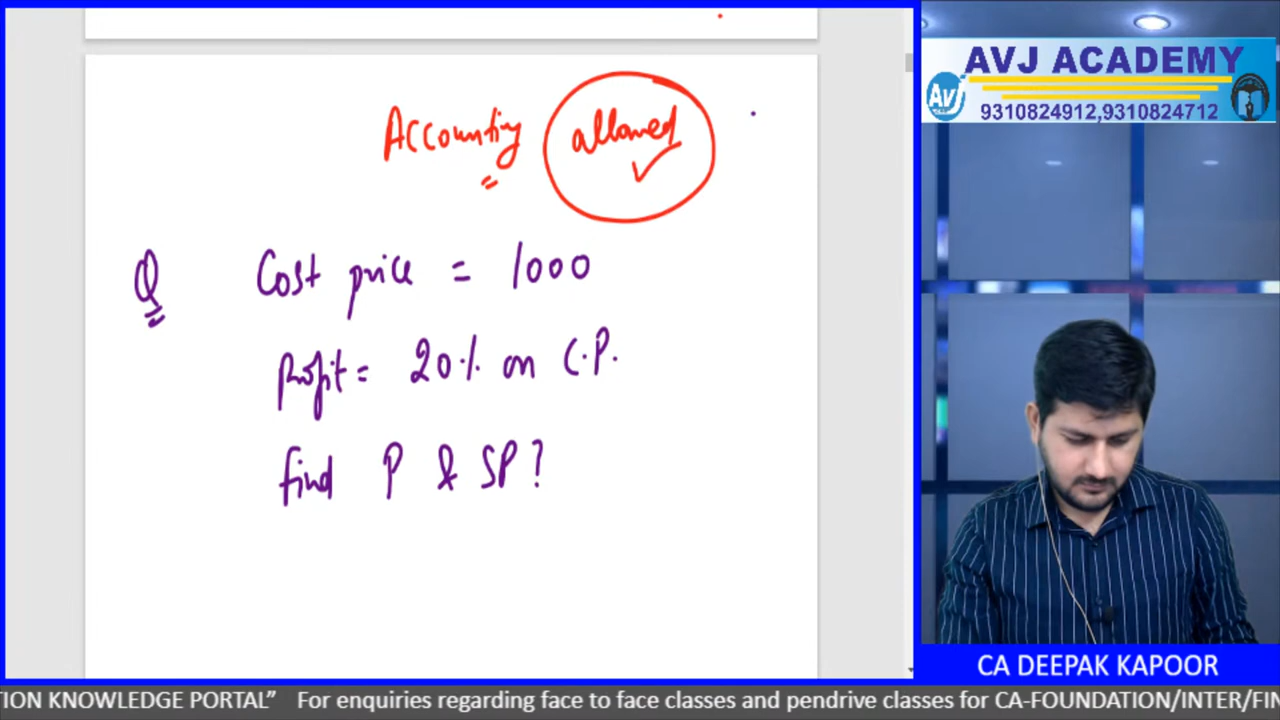 Accounting allowed
Q Cost price = 1000
Profit = 20% on C.P.
find P & SP?
AVJ ACADEMY
AV
9310824912,9310824712
CA DEEPAK KAPOOR
TION KNOWLEDGE PORTAL” For enquiries regarding face to face classes and pendrive classes for CA-FOUNDATION/INTER/FIN